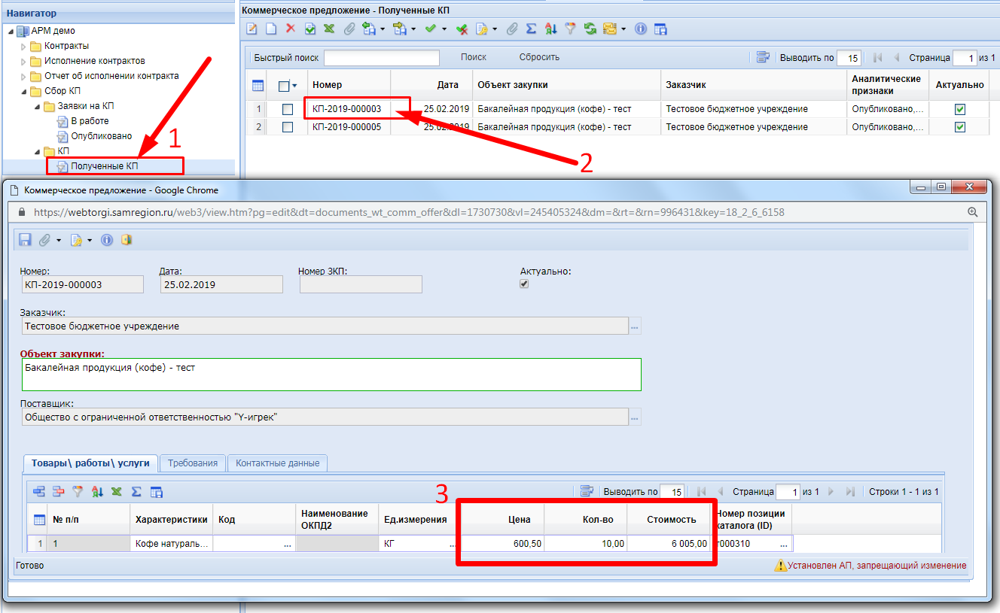 Навигатор
АРМ демо
Контракты
Исполнение контрактов
Отчет об исполнении контракта
Сбор КП
Заявки на КП
В работе
Опубликовано
КП
Полученные КП
1
Коммерческое предложение - Полученные КП
Быстрый поиск Поиск Сбросить Выводить по 15 Страница 1 из 1
Номер Дата Объект закупки Заказчик Аналитические признаки Актуально
1 КП-2019-000003 25.02.2019 Бакалейная продукция (кофе) - тест Тестовое бюджетное учреждение Опубликовано,...
2 КП-2019-000005 25.02.2019 Бакалейная продукция (кофе) - тест Тестовое бюджетное учреждение Опубликовано,...
2
Коммерческое предложение - Google Chrome
https://webtorgi.samregion.ru/web3/view.htm?pg=edit&dt=documents_wt_comm_offer&dl=1730730&vl=245405324&dm=&rt=&rn=996431&key=18_2_6_6158
Номер: Дата: Номер ЗКП: Актуально:
КП-2019-000003 25.02.2019
Заказчик:
Тестовое бюджетное учреждение ...
Объект закупки:
Бакалейная продукция (кофе) - тест
Поставщик:
Общество с ограниченной ответственностью "Y-игрек" ...
Товары\ работы\ услуги Требования Контактные данные
3
Выводить по 15 Страница 1 из 1 Строки 1 - 1 из 1
№ п/п Характеристики Код Наименование ОКПД2 Ед.измерения Цена Кол-во Стоимость Номер позиции каталога (ID)
1 1 Кофе натураль... ... КГ ... 600,50 10,00 6 005,00 т000310 ...
Готово Установлен АП, запрещающий изменение